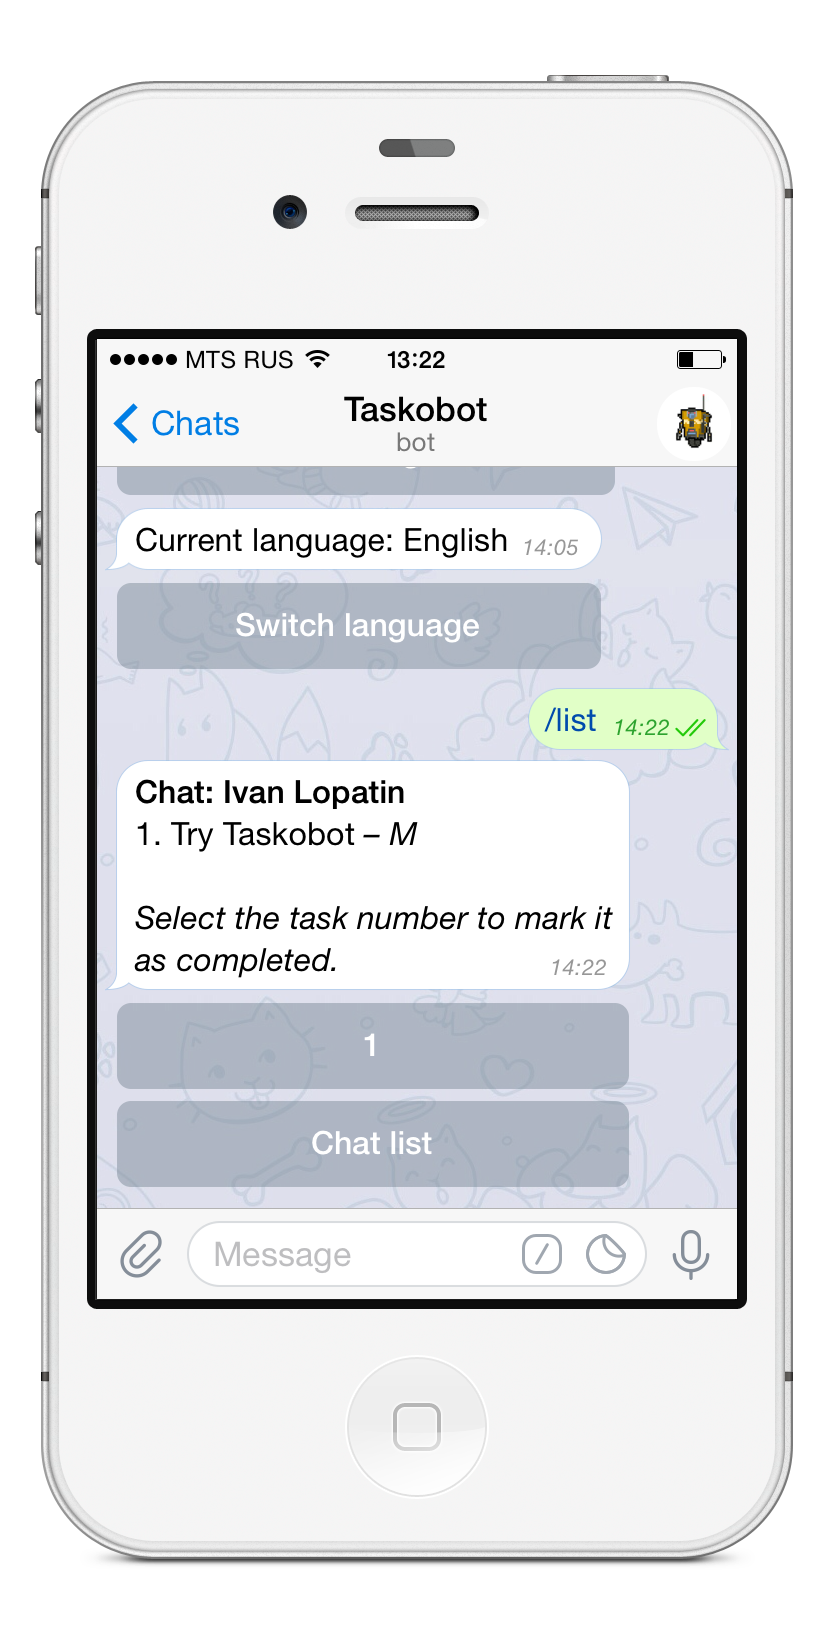 MTS RUS 13:22
Chats
Taskobot
bot
Current language: English 14:05
Switch language
/list 14:22
Chat: Ivan Lopatin
1. Try Taskobot – M
Select the task number to mark it
as completed. 14:22
1
Chat list
Message